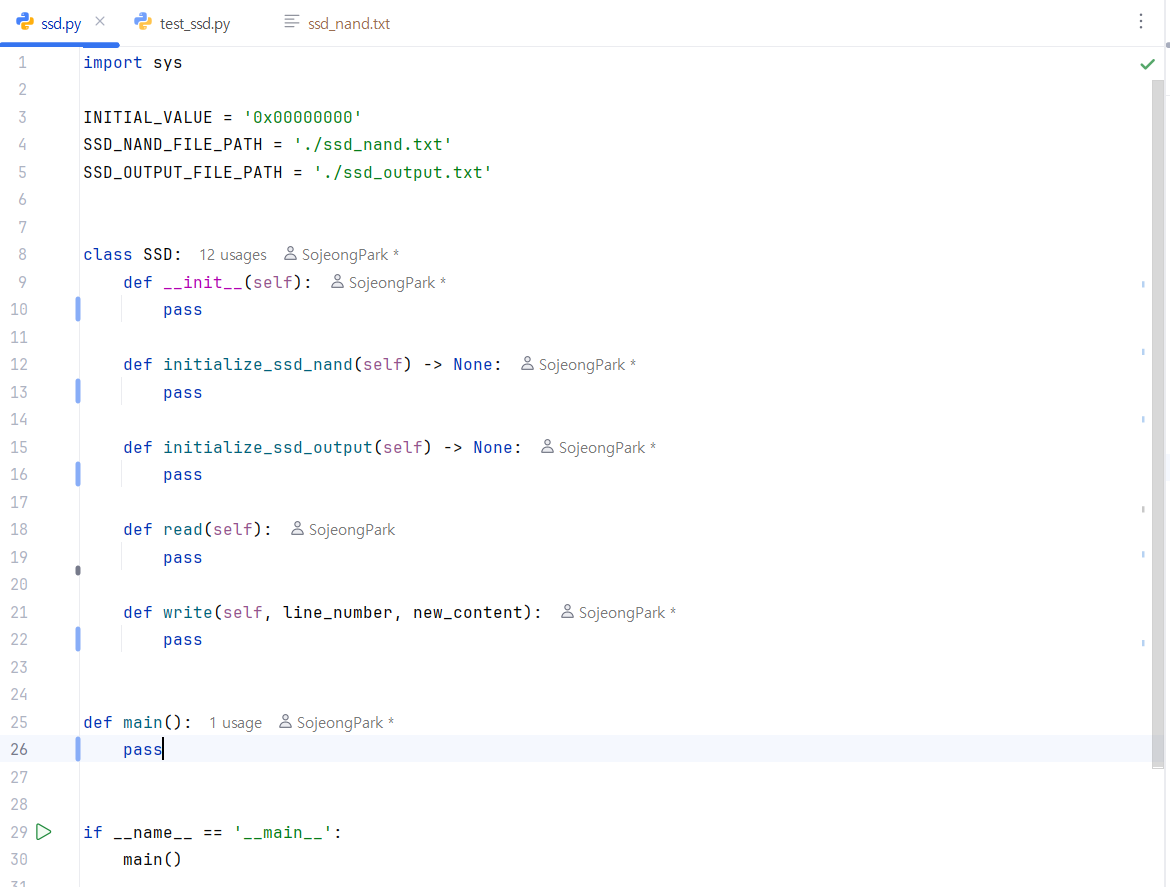 ssd.py × test_ssd.py ssd_nand.txt
1 import sys
2
3 INITIAL_VALUE = '0x00000000'
4 SSD_NAND_FILE_PATH = './ssd_nand.txt'
5 SSD_OUTPUT_FILE_PATH = './ssd_output.txt'
6
7
8 class SSD: 12 usages SojeongPark *
9 def __init__(self): SojeongPark *
10 pass
11
12 def initialize_ssd_nand(self) -> None: SojeongPark *
13 pass
14
15 def initialize_ssd_output(self) -> None: SojeongPark *
16 pass
17
18 def read(self): SojeongPark
19 pass
20
21 def write(self, line_number, new_content): SojeongPark *
22 pass
23
24
25 def main(): 1 usage SojeongPark *
26 pass
27
28
29 if __name__ == '__main__':
30 main()
31